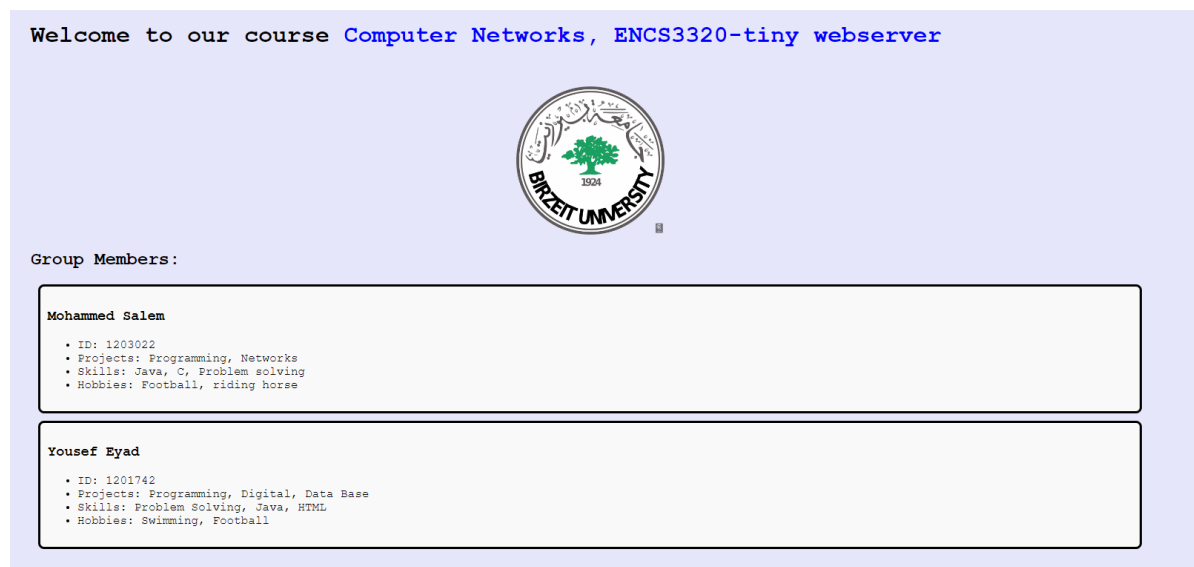 Welcome to our course Computer Networks, ENCS3320-tiny webserver
جامعة بيرزيت
1924
BIRZEIT UNIVERSITY
Group Members:
Mohammed Salem
• ID: 1203022
• Projects: Programming, Networks
• Skills: Java, C, Problem solving
• Hobbies: Football, riding horse
Yousef Eyad
• ID: 1201742
• Projects: Programming, Digital, Data Base
• Skills: Problem Solving, Java, HTML
• Hobbies: Swimming, Football